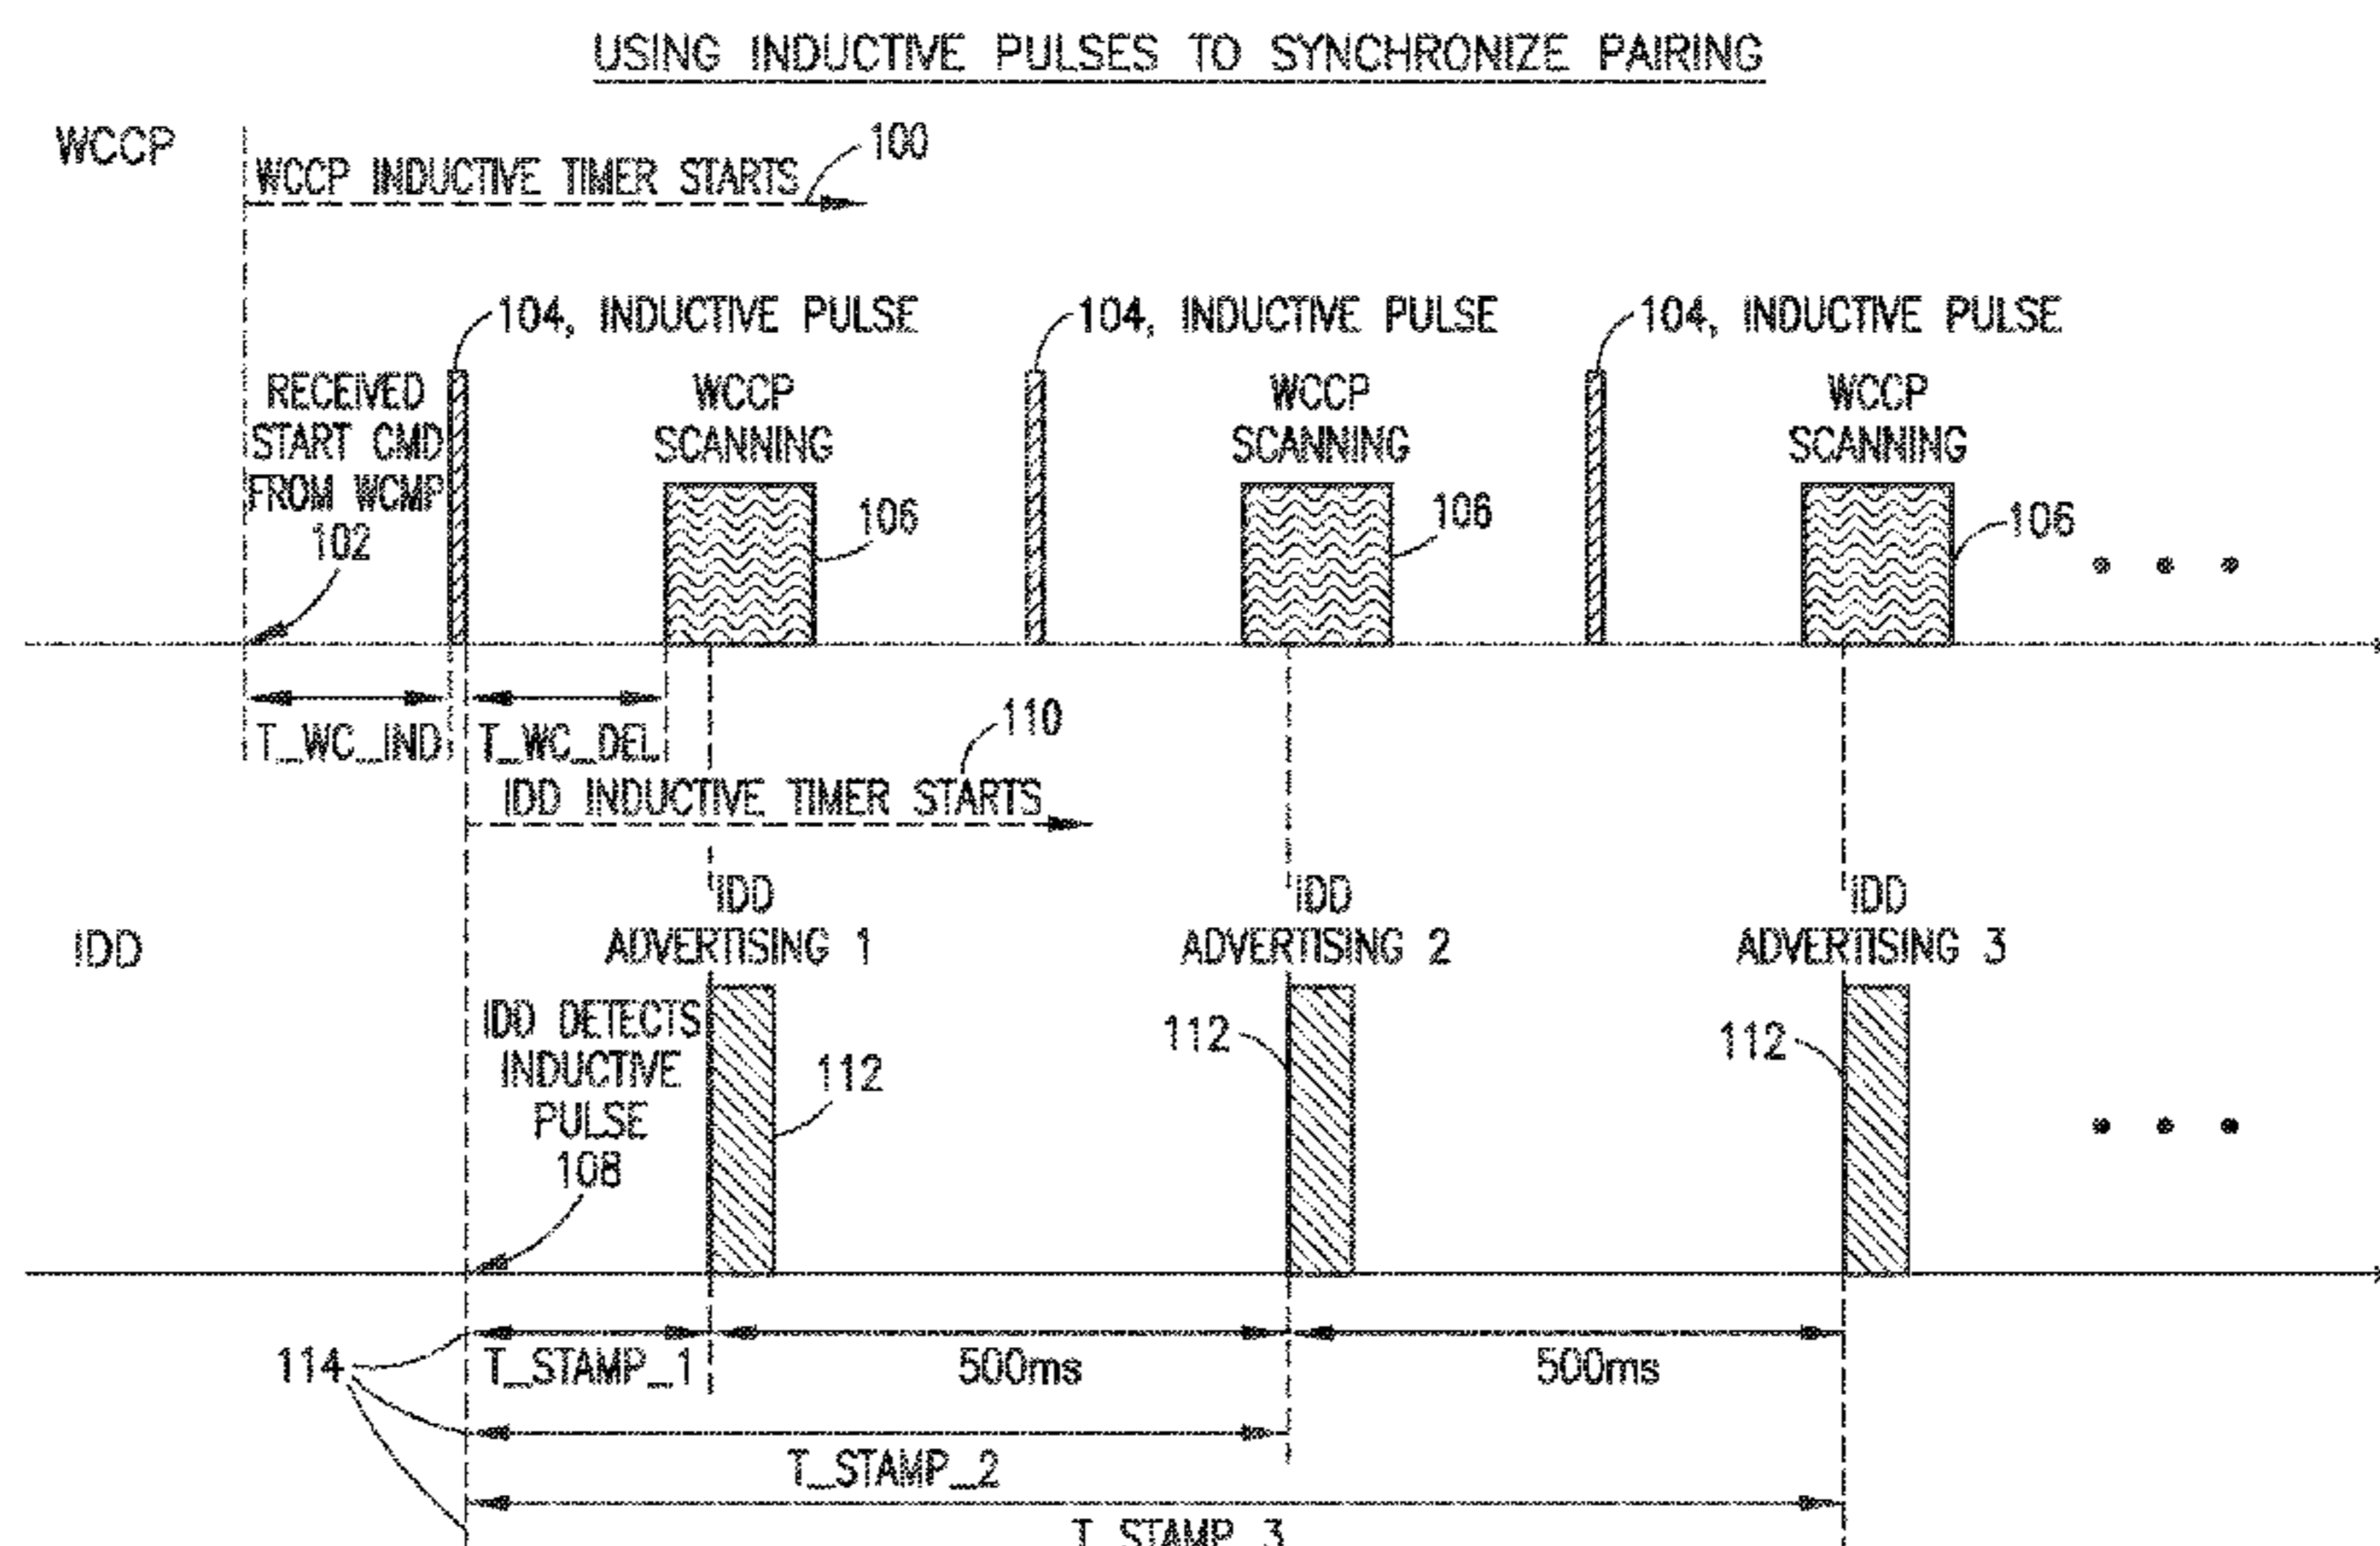 USING INDUCTIVE PULSES TO SYNCHRONIZE PAIRING
WCCP
100
WCCP INDUCTIVE TIMER STARTS
104, INDUCTIVE PULSE
104, INDUCTIVE PULSE
104, INDUCTIVE PULSE
RECEIVED
START CMD
FROM WCMP
102
WCCP
SCANNING
106
WCCP
SCANNING
106
WCCP
SCANNING
106
T_WC_IND
T_WC_DEL
110
IDD INDUCTIVE TIMER STARTS
IDD
IDD
ADVERTISING 1
IDD
ADVERTISING 2
IDD
ADVERTISING 3
IDD DETECTS
INDUCTIVE
PULSE
108
112
112
112
114
T_STAMP_1
500ms
500ms
T_STAMP_2
T_STAMP_3